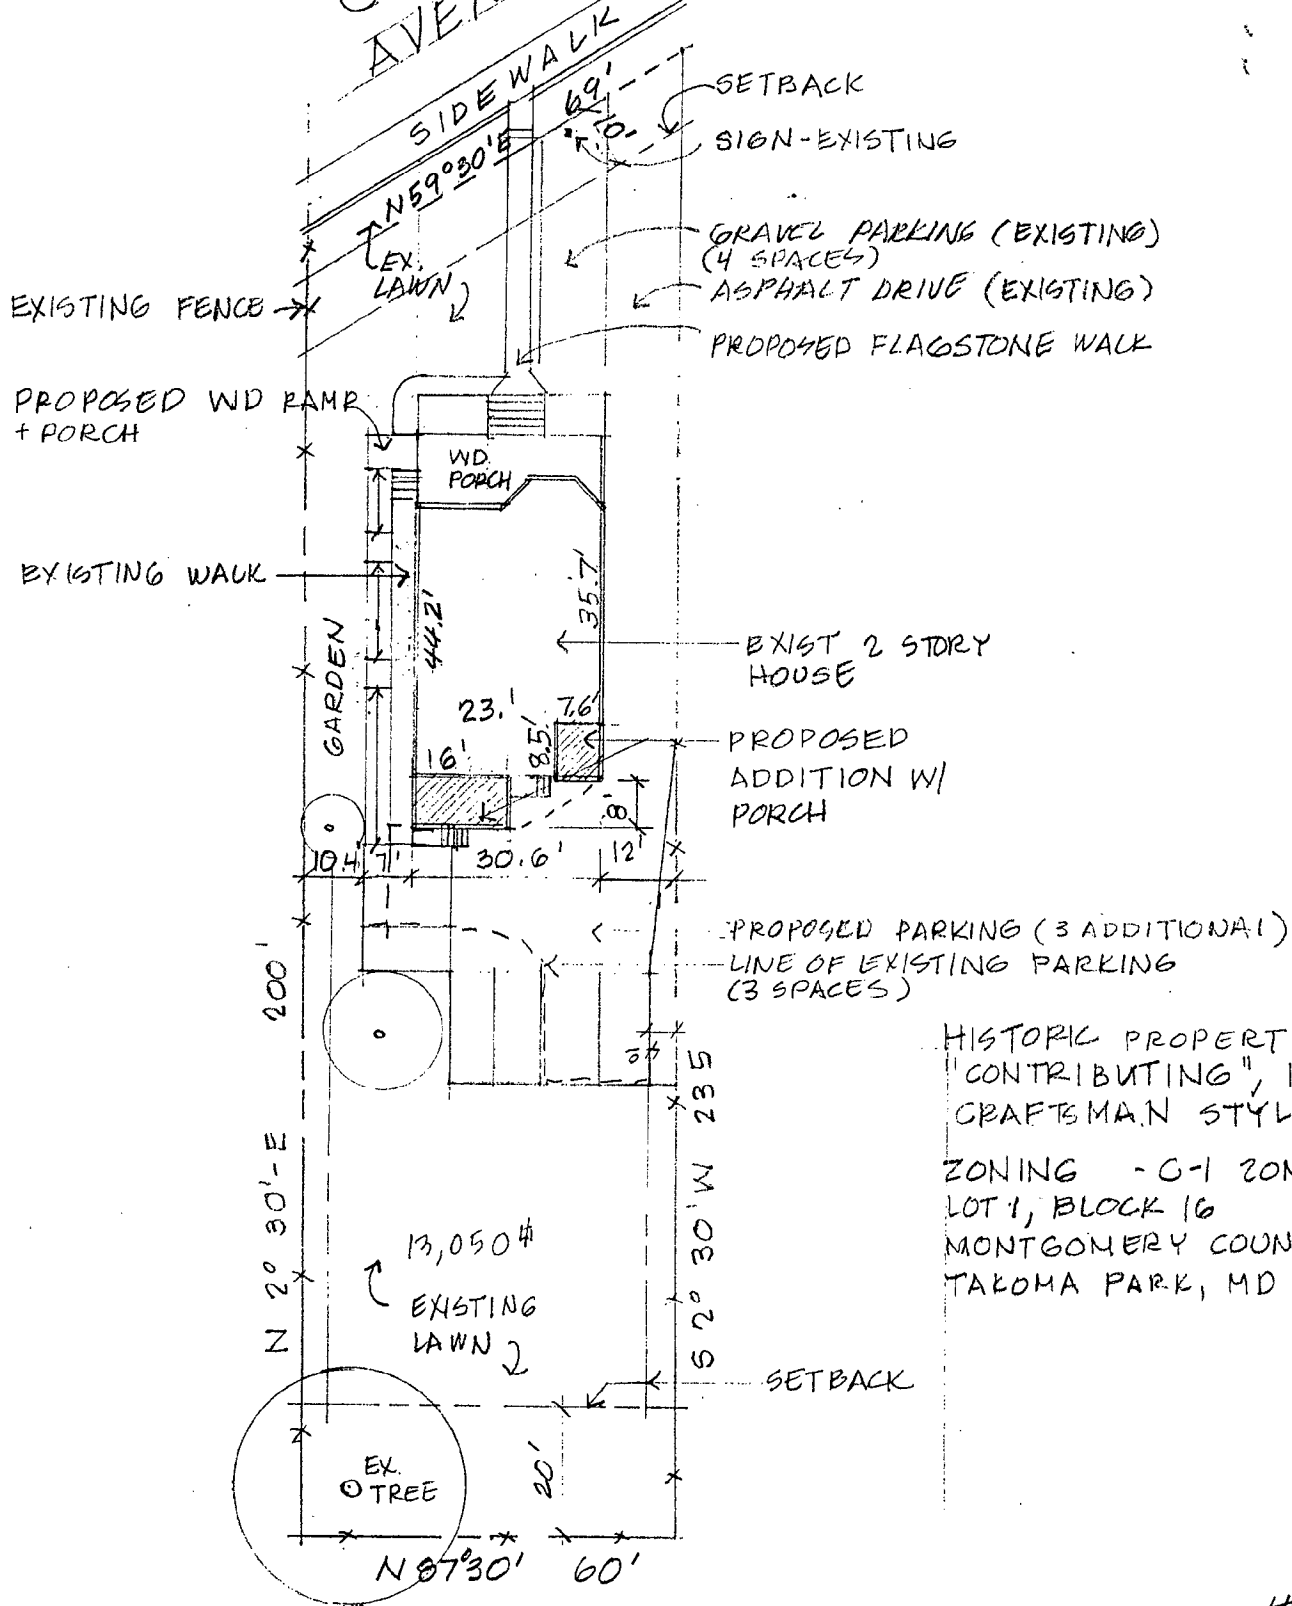 SIDEWALK
69'
10'
N59°30'E
SETBACK
SIGN-EXISTING
EX.
LAWN
GRAVEL PARKING (EXISTING)
(4 SPACES)
ASPHALT DRIVE (EXISTING)
PROPOSED FLAGSTONE WALK
EXISTING FENCE
PROPOSED WD RAMP
+ PORCH
WD.
PORCH
EXISTING WALK
GARDEN
44.2'
35.7'
EXIST 2 STORY
HOUSE
23.'
7.6'
8.5'
16'
PROPOSED
ADDITION W/
PORCH
8'
10.4'
7'
30.6'
12'
PROPOSED PARKING (3 ADDITIONAL)
LINE OF EXISTING PARKING
(3 SPACES)
HISTORIC PROPERT
"CONTRIBUTING",
CRAFTSMAN STYL
ZONING - C-1 ZON
LOT 1, BLOCK 16
MONTGOMERY COUN
TAKOMA PARK, MD
N 2° 30'-E 200'
S 2° 30' W 235
13,050#
EXISTING
LAWN
SETBACK
EX.
TREE
20'
N 87°30' 60'